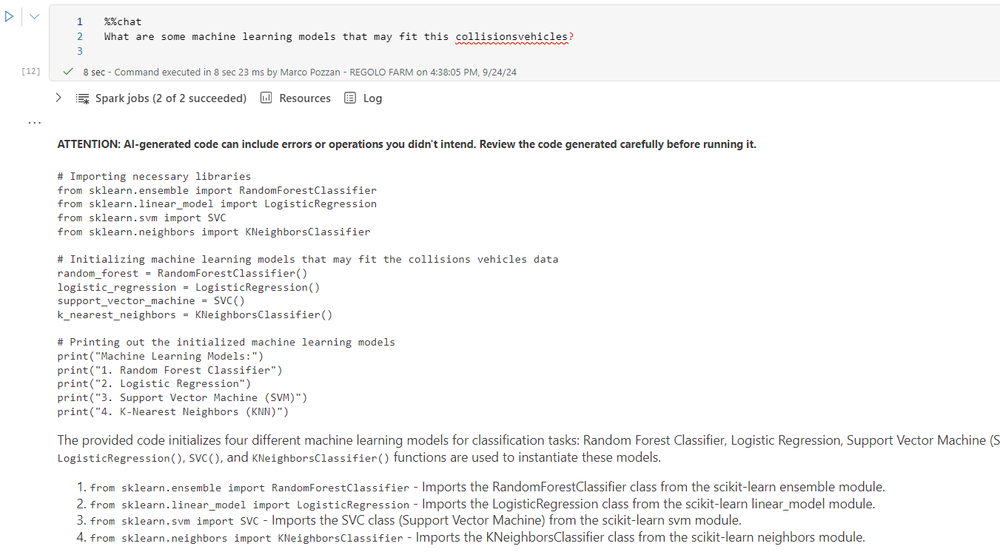 1 %%chat
2 What are some machine learning models that may fit this collisionsvehicles?
3
[12] 8 sec - Command executed in 8 sec 23 ms by Marco Pozzan - REGOLO FARM on 4:38:05 PM, 9/24/24
Spark jobs (2 of 2 succeeded) Resources Log
...
ATTENTION: AI-generated code can include errors or operations you didn't intend. Review the code generated carefully before running it.
# Importing necessary libraries
from sklearn.ensemble import RandomForestClassifier
from sklearn.linear_model import LogisticRegression
from sklearn.svm import SVC
from sklearn.neighbors import KNeighborsClassifier
# Initializing machine learning models that may fit the collisions vehicles data
random_forest = RandomForestClassifier()
logistic_regression = LogisticRegression()
support_vector_machine = SVC()
k_nearest_neighbors = KNeighborsClassifier()
# Printing out the initialized machine learning models
print("Machine Learning Models:")
print("1. Random Forest Classifier")
print("2. Logistic Regression")
print("3. Support Vector Machine (SVM)")
print("4. K-Nearest Neighbors (KNN)")
The provided code initializes four different machine learning models for classification tasks: Random Forest Classifier, Logistic Regression, Support Vector Machine (S
LogisticRegression(), SVC(), and KNeighborsClassifier() functions are used to instantiate these models.
1. from sklearn.ensemble import RandomForestClassifier - Imports the RandomForestClassifier class from the scikit-learn ensemble module.
2. from sklearn.linear_model import LogisticRegression - Imports the LogisticRegression class from the scikit-learn linear_model module.
3. from sklearn.svm import SVC - Imports the SVC class (Support Vector Machine) from the scikit-learn svm module.
4. from sklearn.neighbors import KNeighborsClassifier - Imports the KNeighborsClassifier class from the scikit-learn neighbors module.